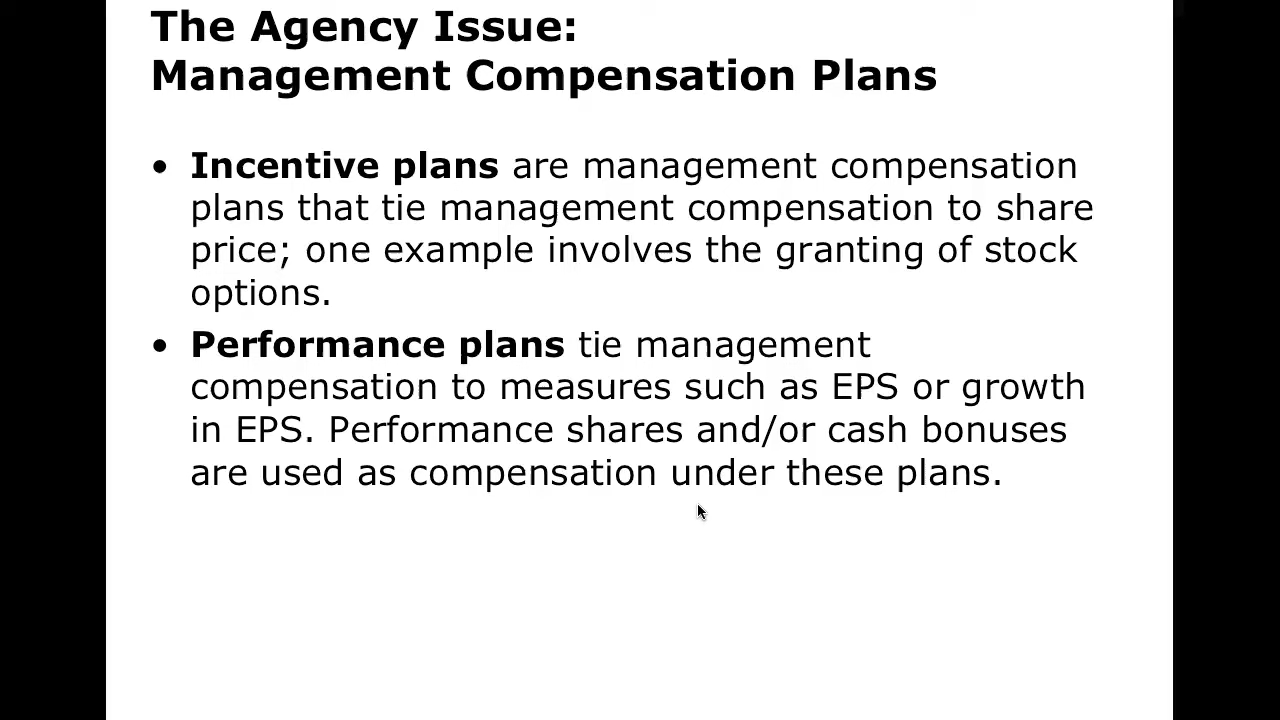 The Agency Issue:
Management Compensation Plans
• Incentive plans are management compensation
plans that tie management compensation to share
price; one example involves the granting of stock
options.
• Performance plans tie management
compensation to measures such as EPS or growth
in EPS. Performance shares and/or cash bonuses
are used as compensation under these plans.